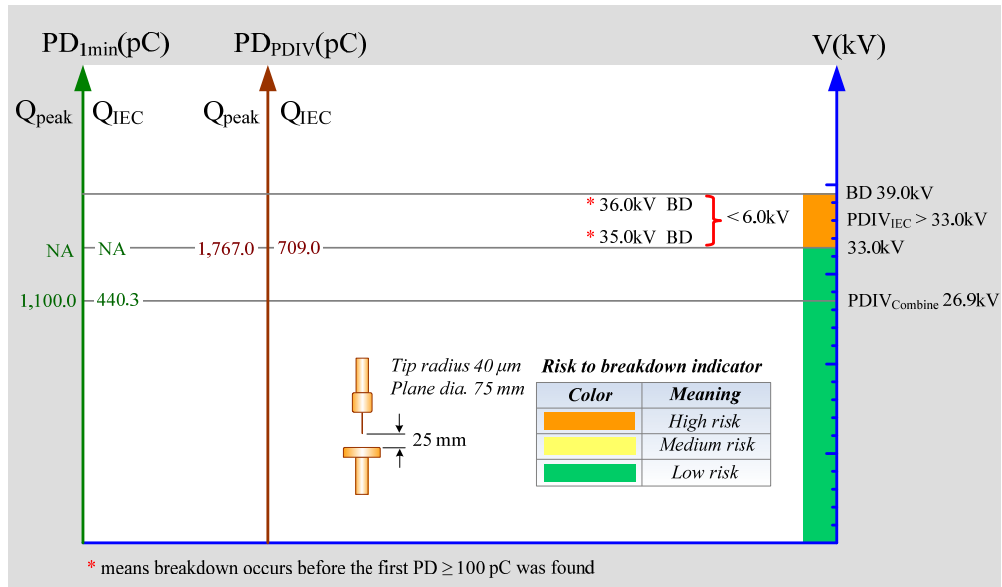 PD1min(pC) PDPDIV(pC) V(kV)
Qpeak QIEC Qpeak QIEC
BD 39.0kV
* 36.0kV BD
< 6.0kV
PDIVIEC > 33.0kV
* 35.0kV BD
NA NA 1,767.0 709.0 33.0kV
1,100.0 440.3 PDIVCombine 26.9kV
Tip radius 40 μm
Plane dia. 75 mm
25 mm
Risk to breakdown indicator
Color Meaning
High risk
Medium risk
Low risk
* means breakdown occurs before the first PD ≥ 100 pC was found